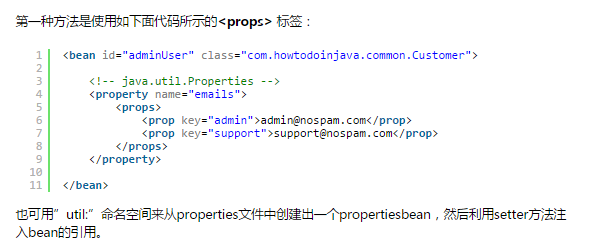 第一种方法是使用如下面代码所示的<props> 标签：
1 <bean id="adminUser" class="com.howtodoinjava.common.Customer">
2
3 <!-- java.util.Properties -->
4 <property name="emails">
5 <props>
6 <prop key="admin">admin@nospam.com</prop>
7 <prop key="support">support@nospam.com</prop>
8 </props>
9 </property>
10
11 </bean>
也可用”util:”命名空间来从properties文件中创建出一个propertiesbean，然后利用setter方法注
入bean的引用。